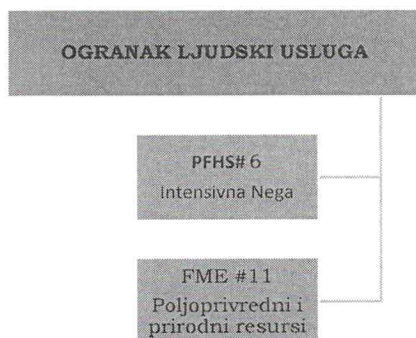 OGRANAK LJUDSKI USLUGA
PFHS# 6
Intensivna Nega
FME #11
Poljoprivredni i
prirodni resursi